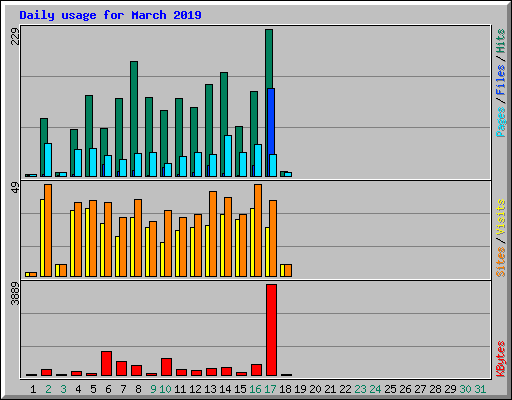 Daily usage for March 2019
229
Pages / Files / Hits
49
Sites / Visits
3889
KBytes
1 2 3 4 5 6 7 8 9 10 11 12 13 14 15 16 17 18 19 20 21 22 23 24 25 26 27 28 29 30 31